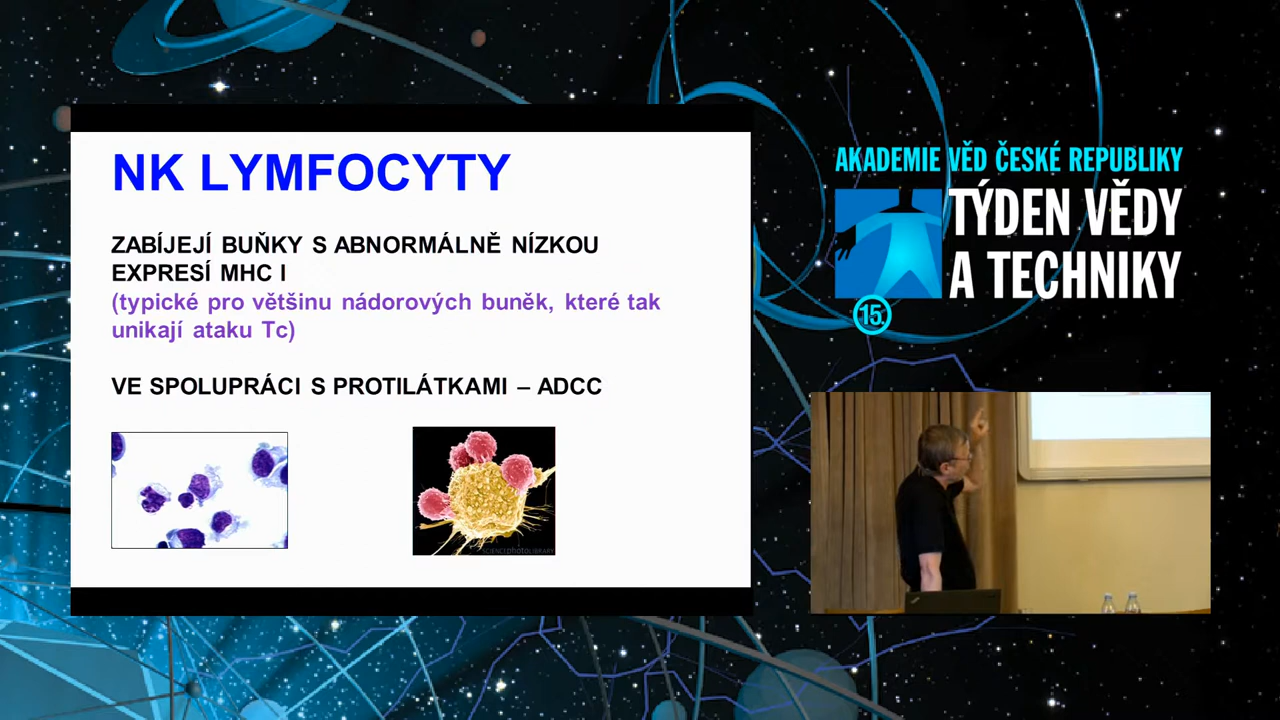 NK LYMFOCYTY
ZABÍJEJÍ BUŇKY S ABNORMÁLNĚ NÍZKOU
EXPRESÍ MHC I
(typické pro většinu nádorových buněk, které tak
unikají ataku Tc)
VE SPOLUPRÁCI S PROTILÁTKAMI – ADCC
SCIENCEphotoLIBRARY
AKADEMIE VĚD ČESKÉ REPUBLIKY
TÝDEN VĚDY
A TECHNIKY
15.